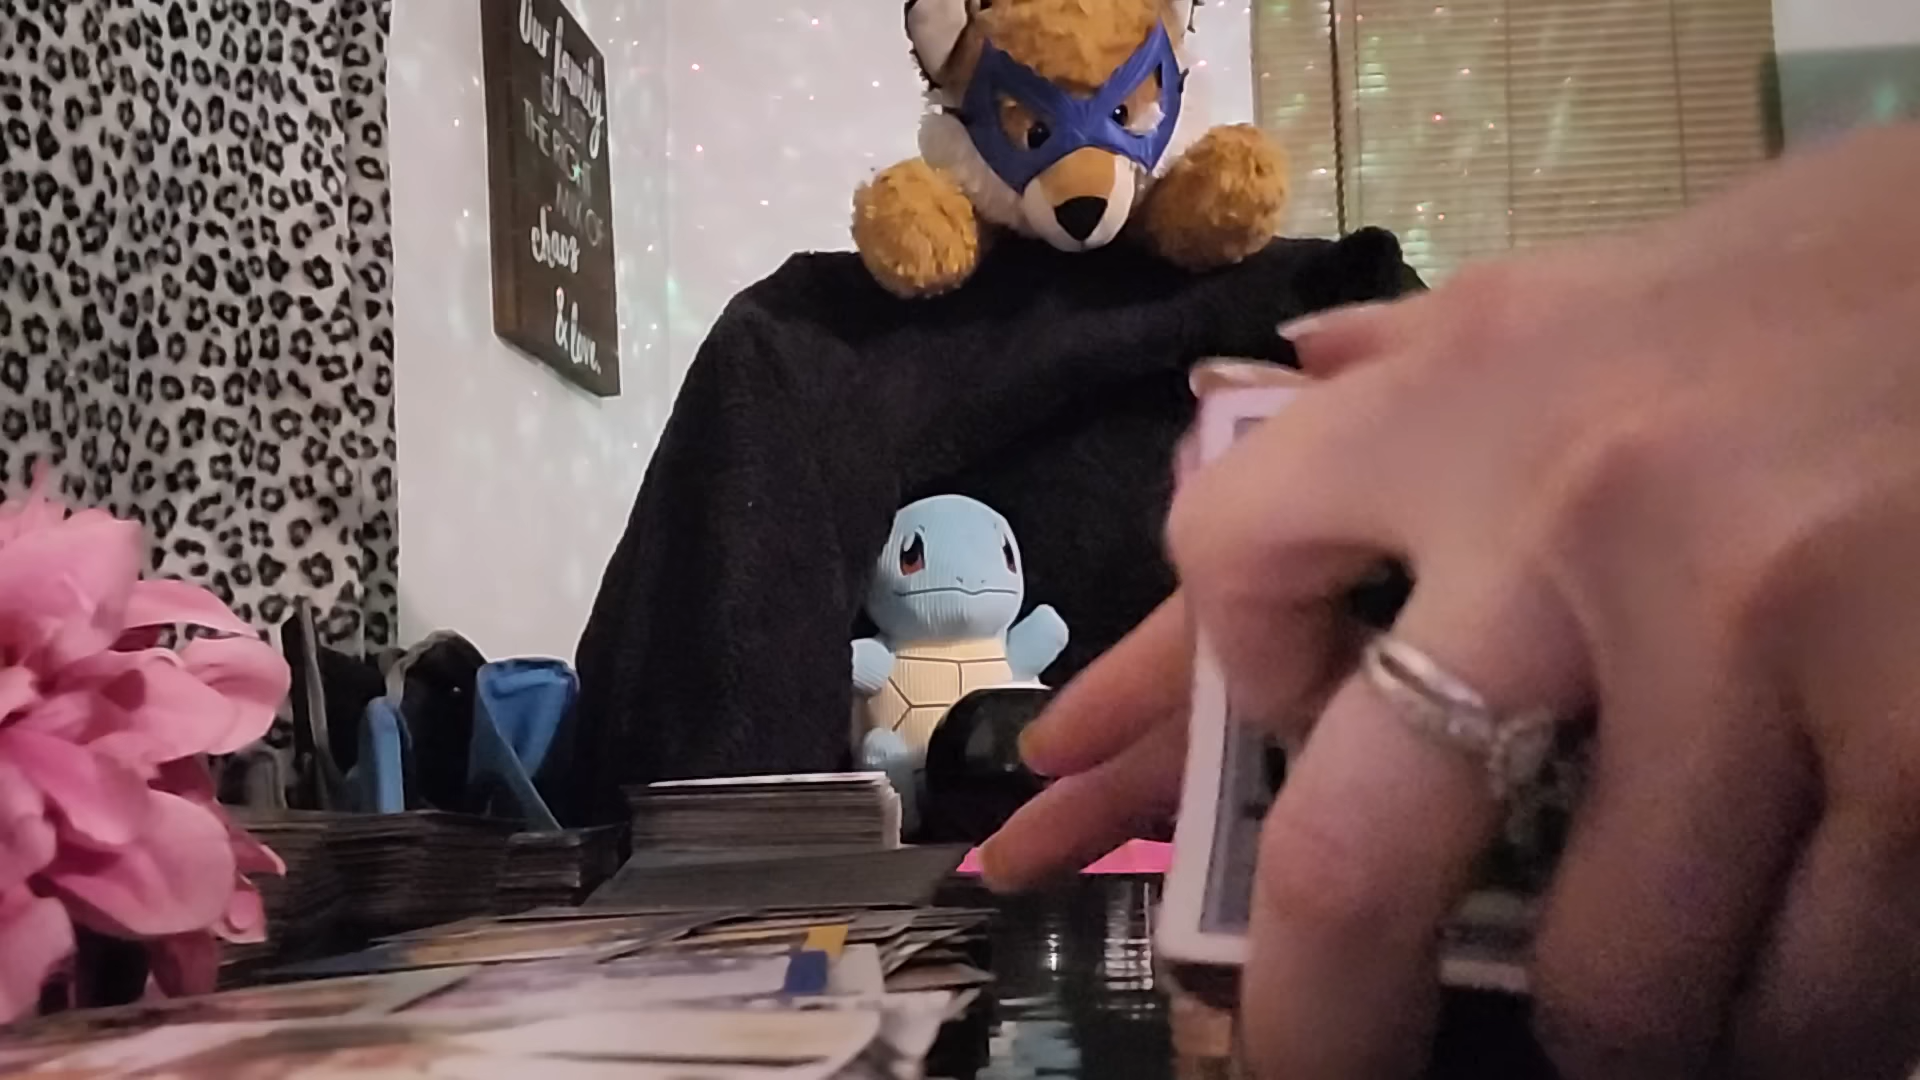 Our family
IS JUST
THE RIGHT
MIX OF
chaos
& love.